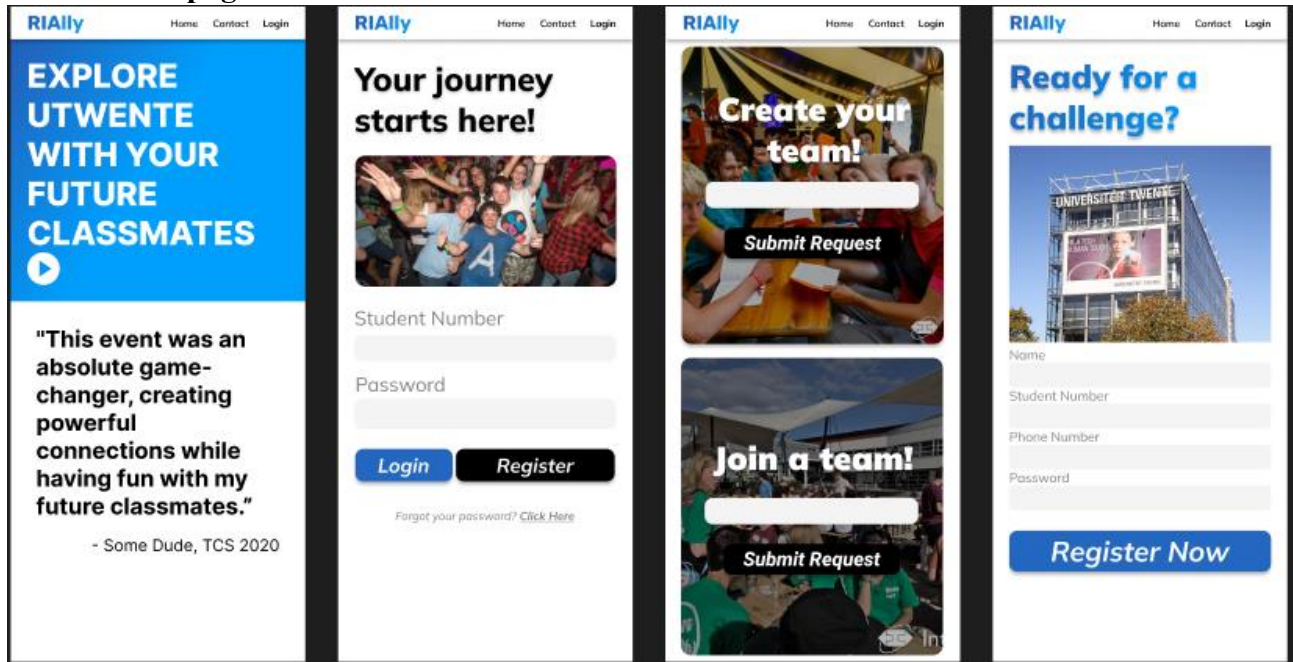 RIAlly
Home Contact Login
EXPLORE
UTWENTE
WITH YOUR
FUTURE
CLASSMATES
"This event was an
absolute game-
changer, creating
powerful
connections while
having fun with my
future classmates.”
- Some Dude, TCS 2020
RIAlly
Home Contact Login
Your journey
starts here!
A
Student Number
Password
Login Register
Forgot your password? Click Here
RIAlly
Home Contact Login
Create your
team!
Submit Request
Join a team!
Submit Request
Int
RIAlly
Home Contact Login
Ready for a
challenge?
UNIVERSITEIT TWENTE
Name
Student Number
Phone Number
Password
Register Now